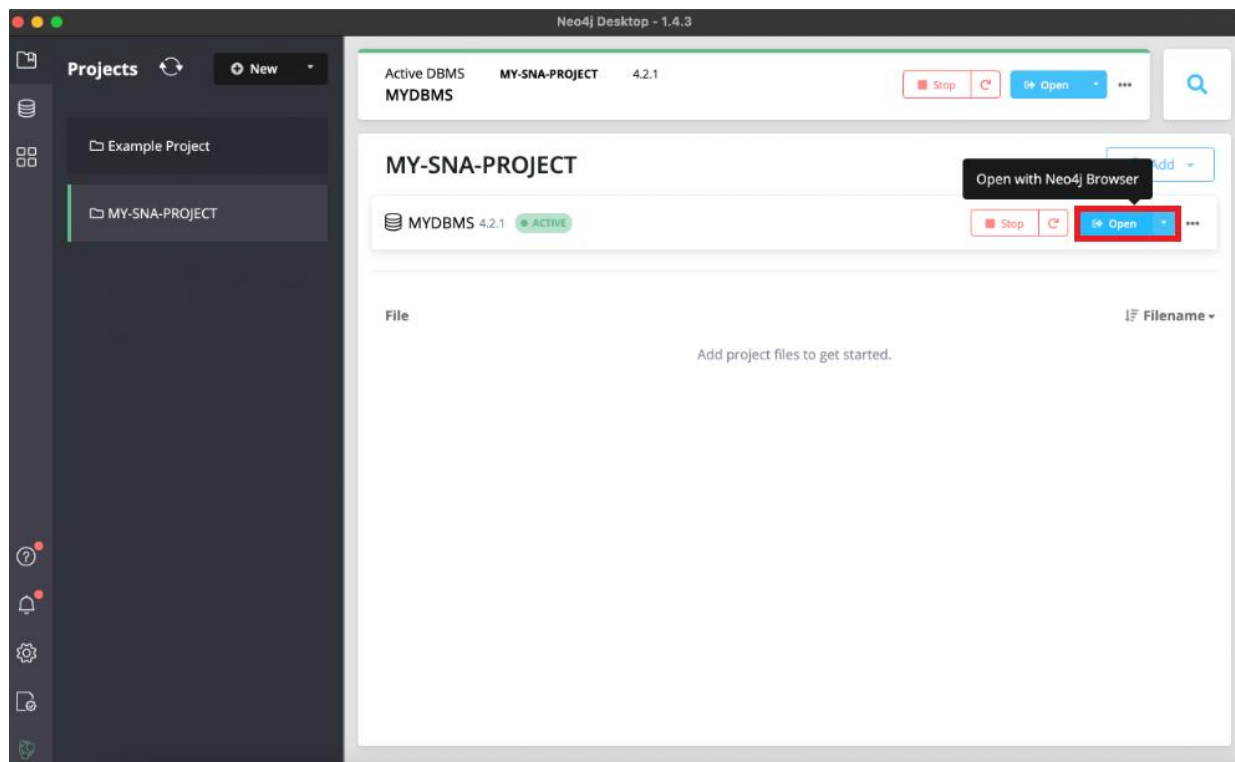 Neo4j Desktop - 1.4.3
Projects
New
Example Project
MY-SNA-PROJECT
Active DBMS MY-SNA-PROJECT 4.2.1
MYDBMS
Stop
Open
MY-SNA-PROJECT
Add
Open with Neo4j Browser
MYDBMS 4.2.1 ACTIVE
Stop
Open
File
Filename
Add project files to get started.